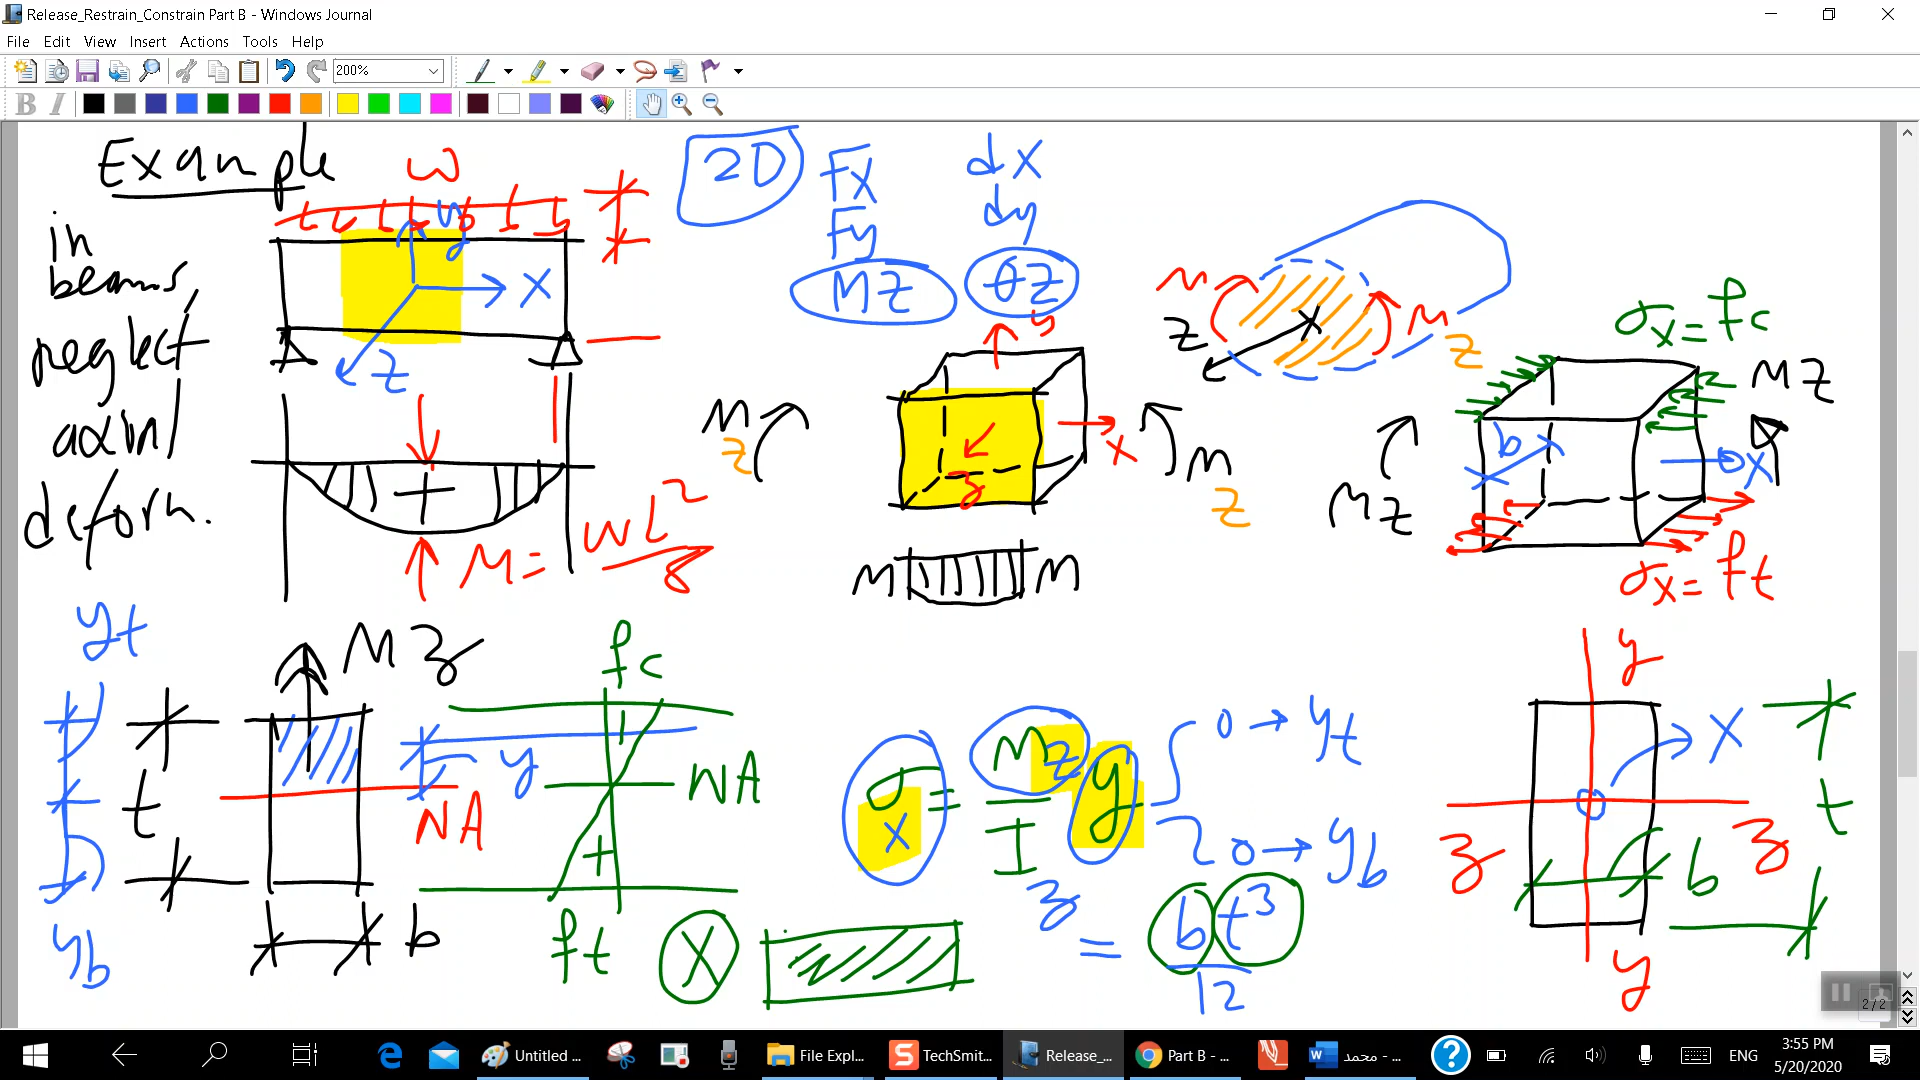 Release_Restrain_Constrain Part B - Windows Journal
File Edit View Insert Actions Tools Help
200%
B I
Example
w
2D
Fx
Fy
Mz
dx
dy
θz
in
beams,
neglect
axial
deform.
y
x
z
M = wL²/8
M z
y
x
z
M z
M M
M z
M z
x
z
σx = fc
Mz
b
x
Mz
σx = ft
yt
yb
t
b
Mz
NA
y
fc
NA
ft
x
σx = Mz y / Iz
0 → yt
0 → yb
= bt³/12
y
x
z
z
b
t
y
2 / 2
Untitled ...
File Expl...
TechSmit...
Release_...
Part B - ...
محمد - ...
ENG
3:55 PM
5/20/2020